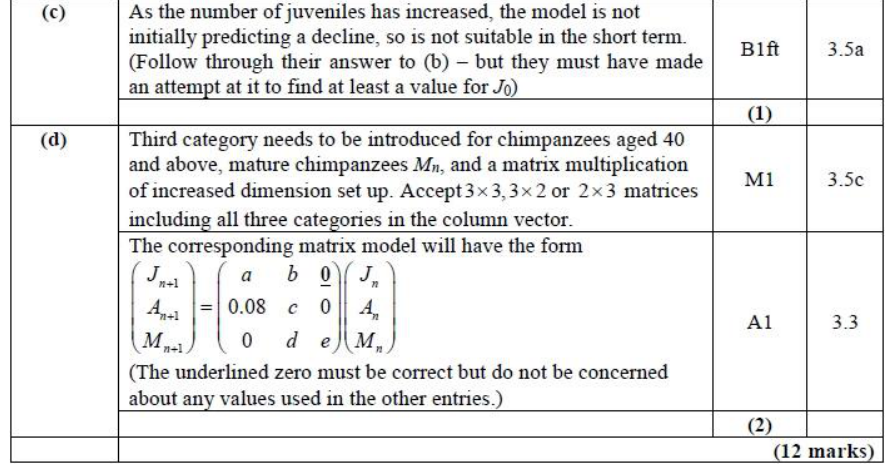 (c) As the number of juveniles has increased, the model is not
initially predicting a decline, so is not suitable in the short term.
(Follow through their answer to (b) – but they must have made
an attempt at it to find at least a value for J₀)
B1ft 3.5a
(1)
(d) Third category needs to be introduced for chimpanzees aged 40
and above, mature chimpanzees Mₙ, and a matrix multiplication
of increased dimension set up. Accept 3×3, 3×2 or 2×3 matrices
including all three categories in the column vector.
M1 3.5c
The corresponding matrix model will have the form
( Jₙ₊₁ ) ( a b 0 ) ( Jₙ )
( Aₙ₊₁ ) = ( 0.08 c 0 ) ( Aₙ )
( Mₙ₊₁ ) ( 0 d e ) ( Mₙ )
A1 3.3
(The underlined zero must be correct but do not be concerned
about any values used in the other entries.)
(2)
(12 marks)